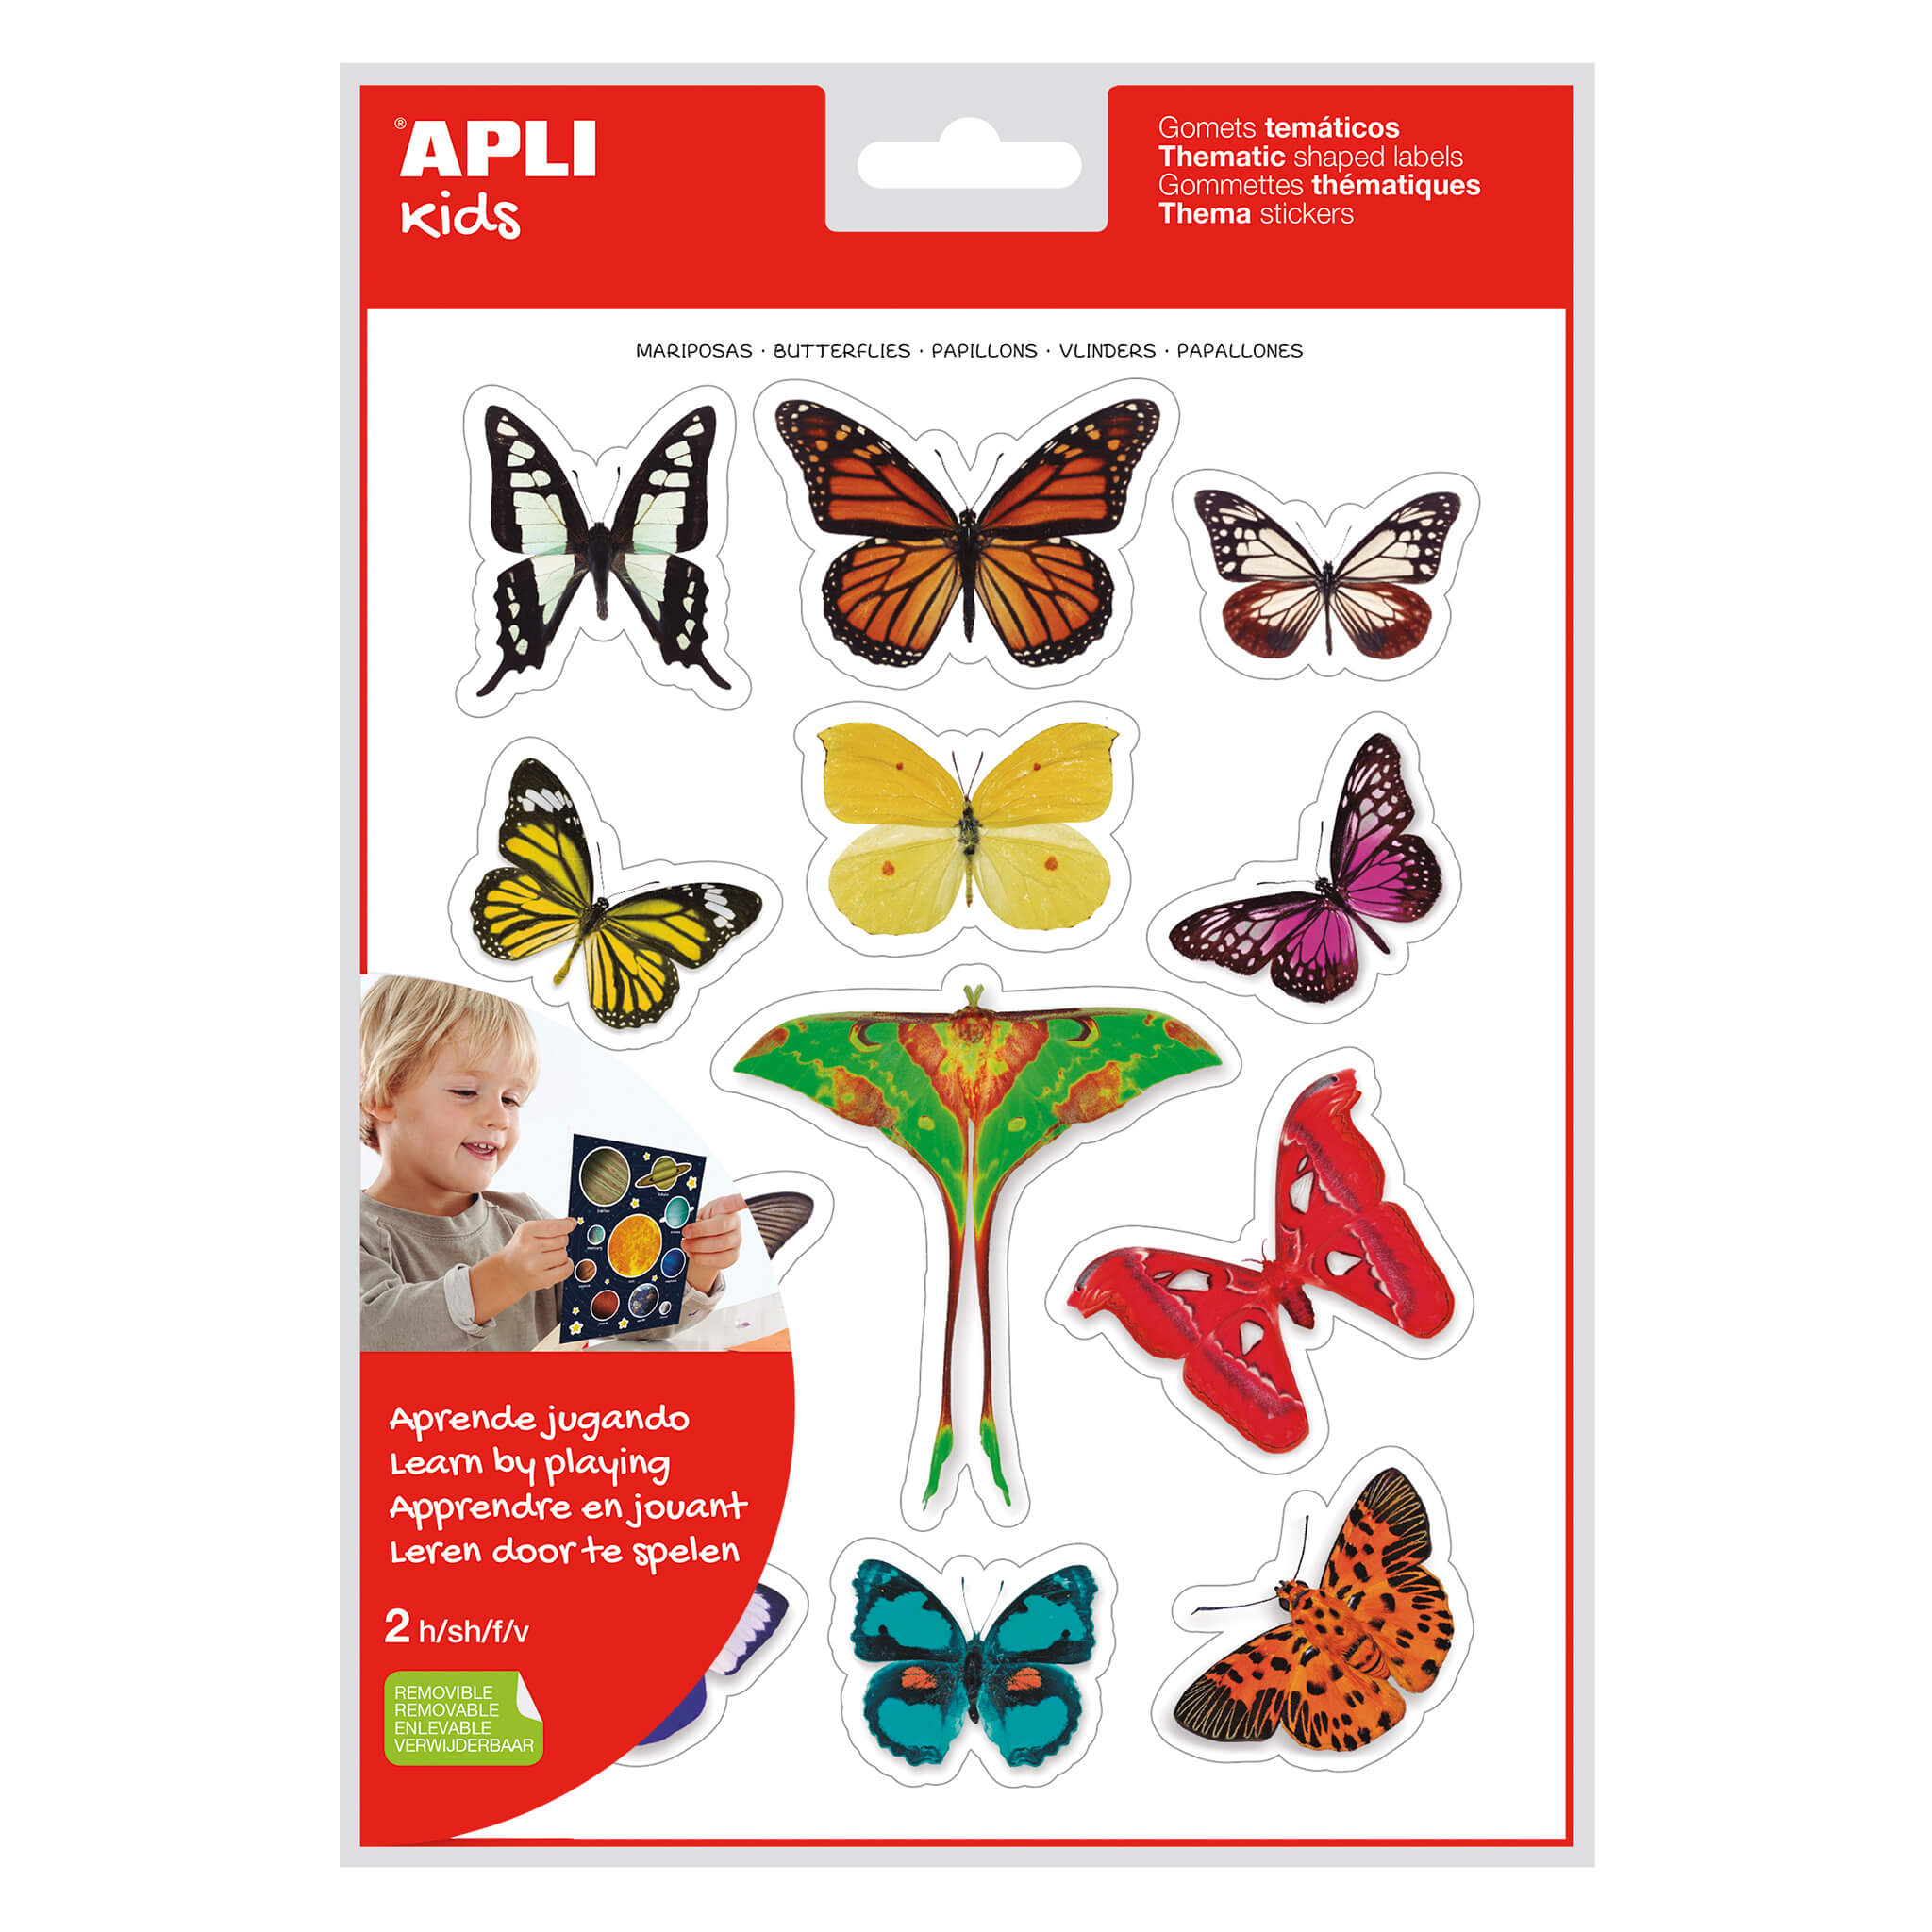 ® APLI
kids
Gomets temáticos
Thematic shaped labels
Gommettes thématiques
Thema stickers
MARIPOSAS · BUTTERFLIES · PAPILLONS · VLINDERS · PAPALLONES
Aprende jugando
Learn by playing
Apprendre en jouant
Leren door te spelen
2 h/sh/f/v
REMOVIBLE
REMOVABLE
ENLEVABLE
VERWIJDERBAAR